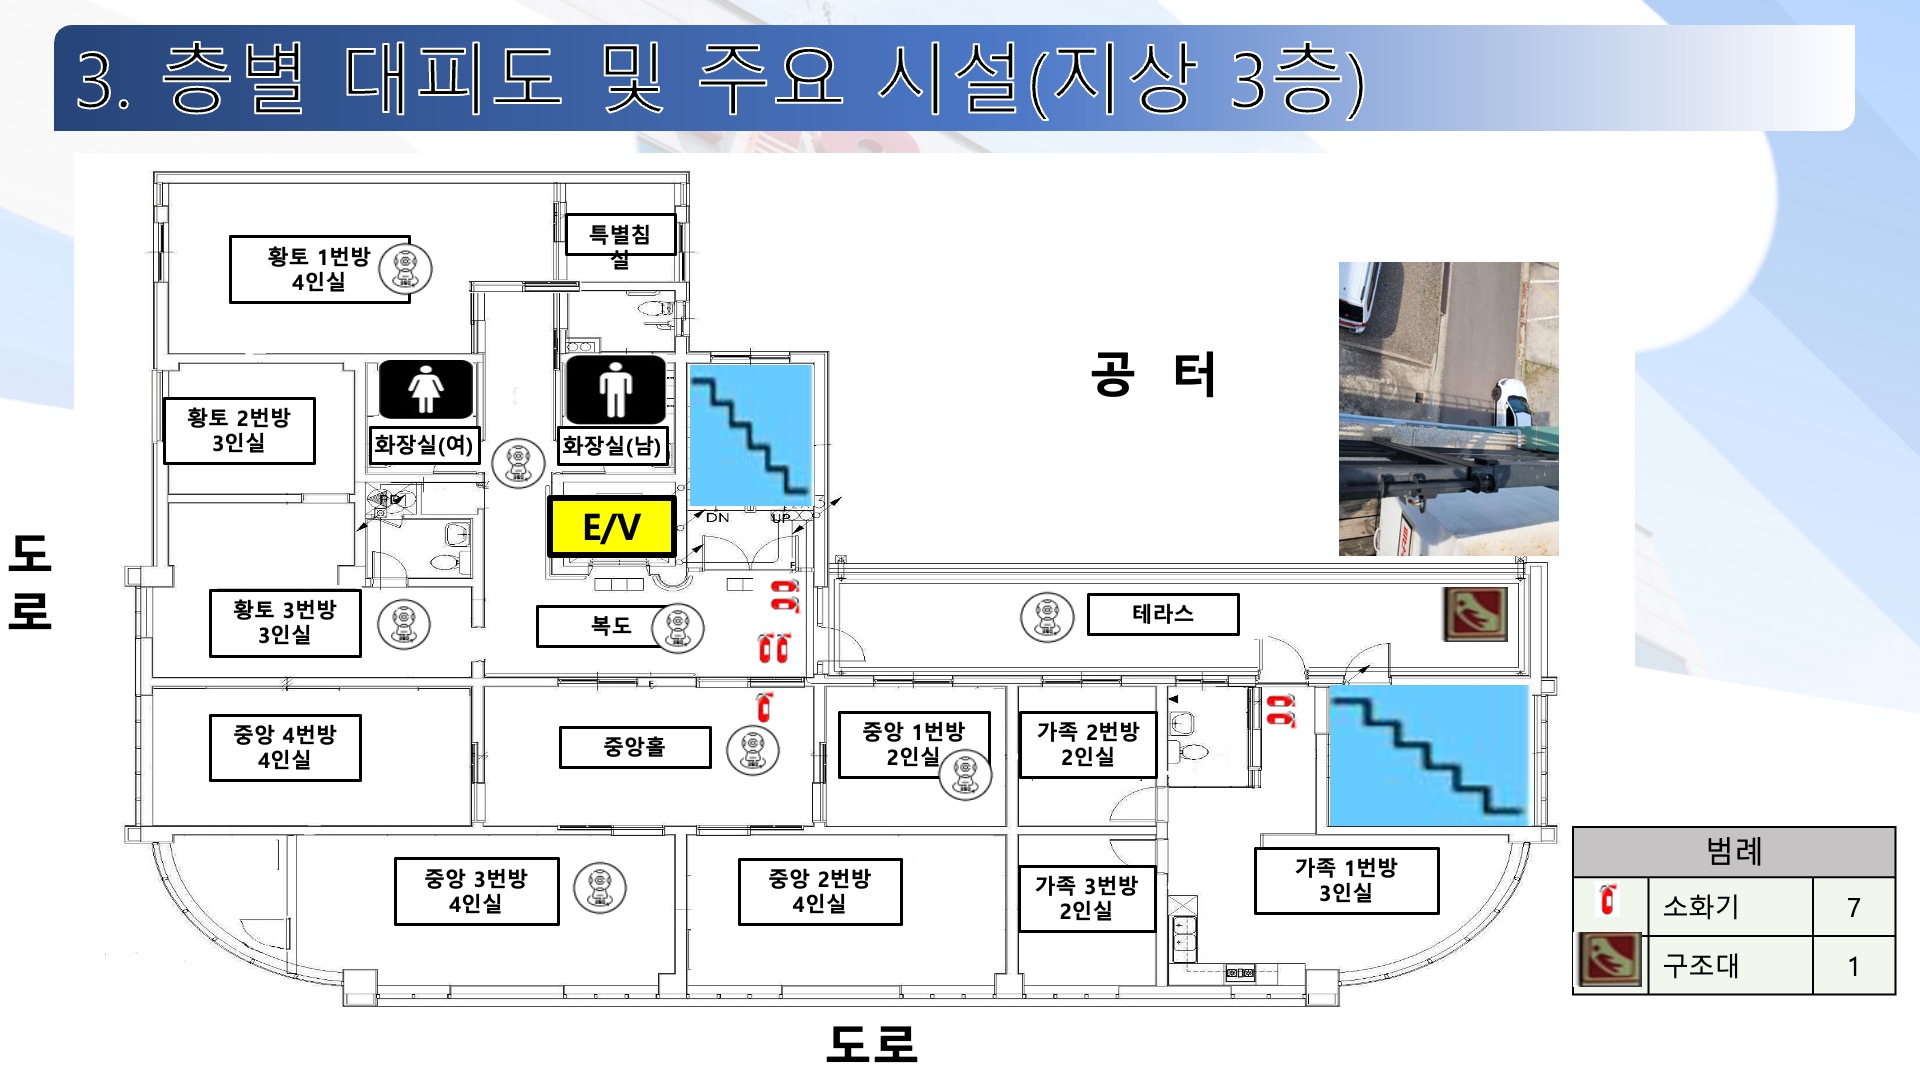 3. 층별 대피도 및 주요 시설(지상 3층)
황토 1번방
4인실
특별침
실
공 터
황토 2번방
3인실
화장실(여)
화장실(남)
E/V
DN
UP
도
로
황토 3번방
3인실
복도
테라스
중앙 4번방
4인실
중앙홀
중앙 1번방
2인실
가족 2번방
2인실
중앙 3번방
4인실
중앙 2번방
4인실
가족 3번방
2인실
가족 1번방
3인실
범례
소화기 7
구조대 1
도로